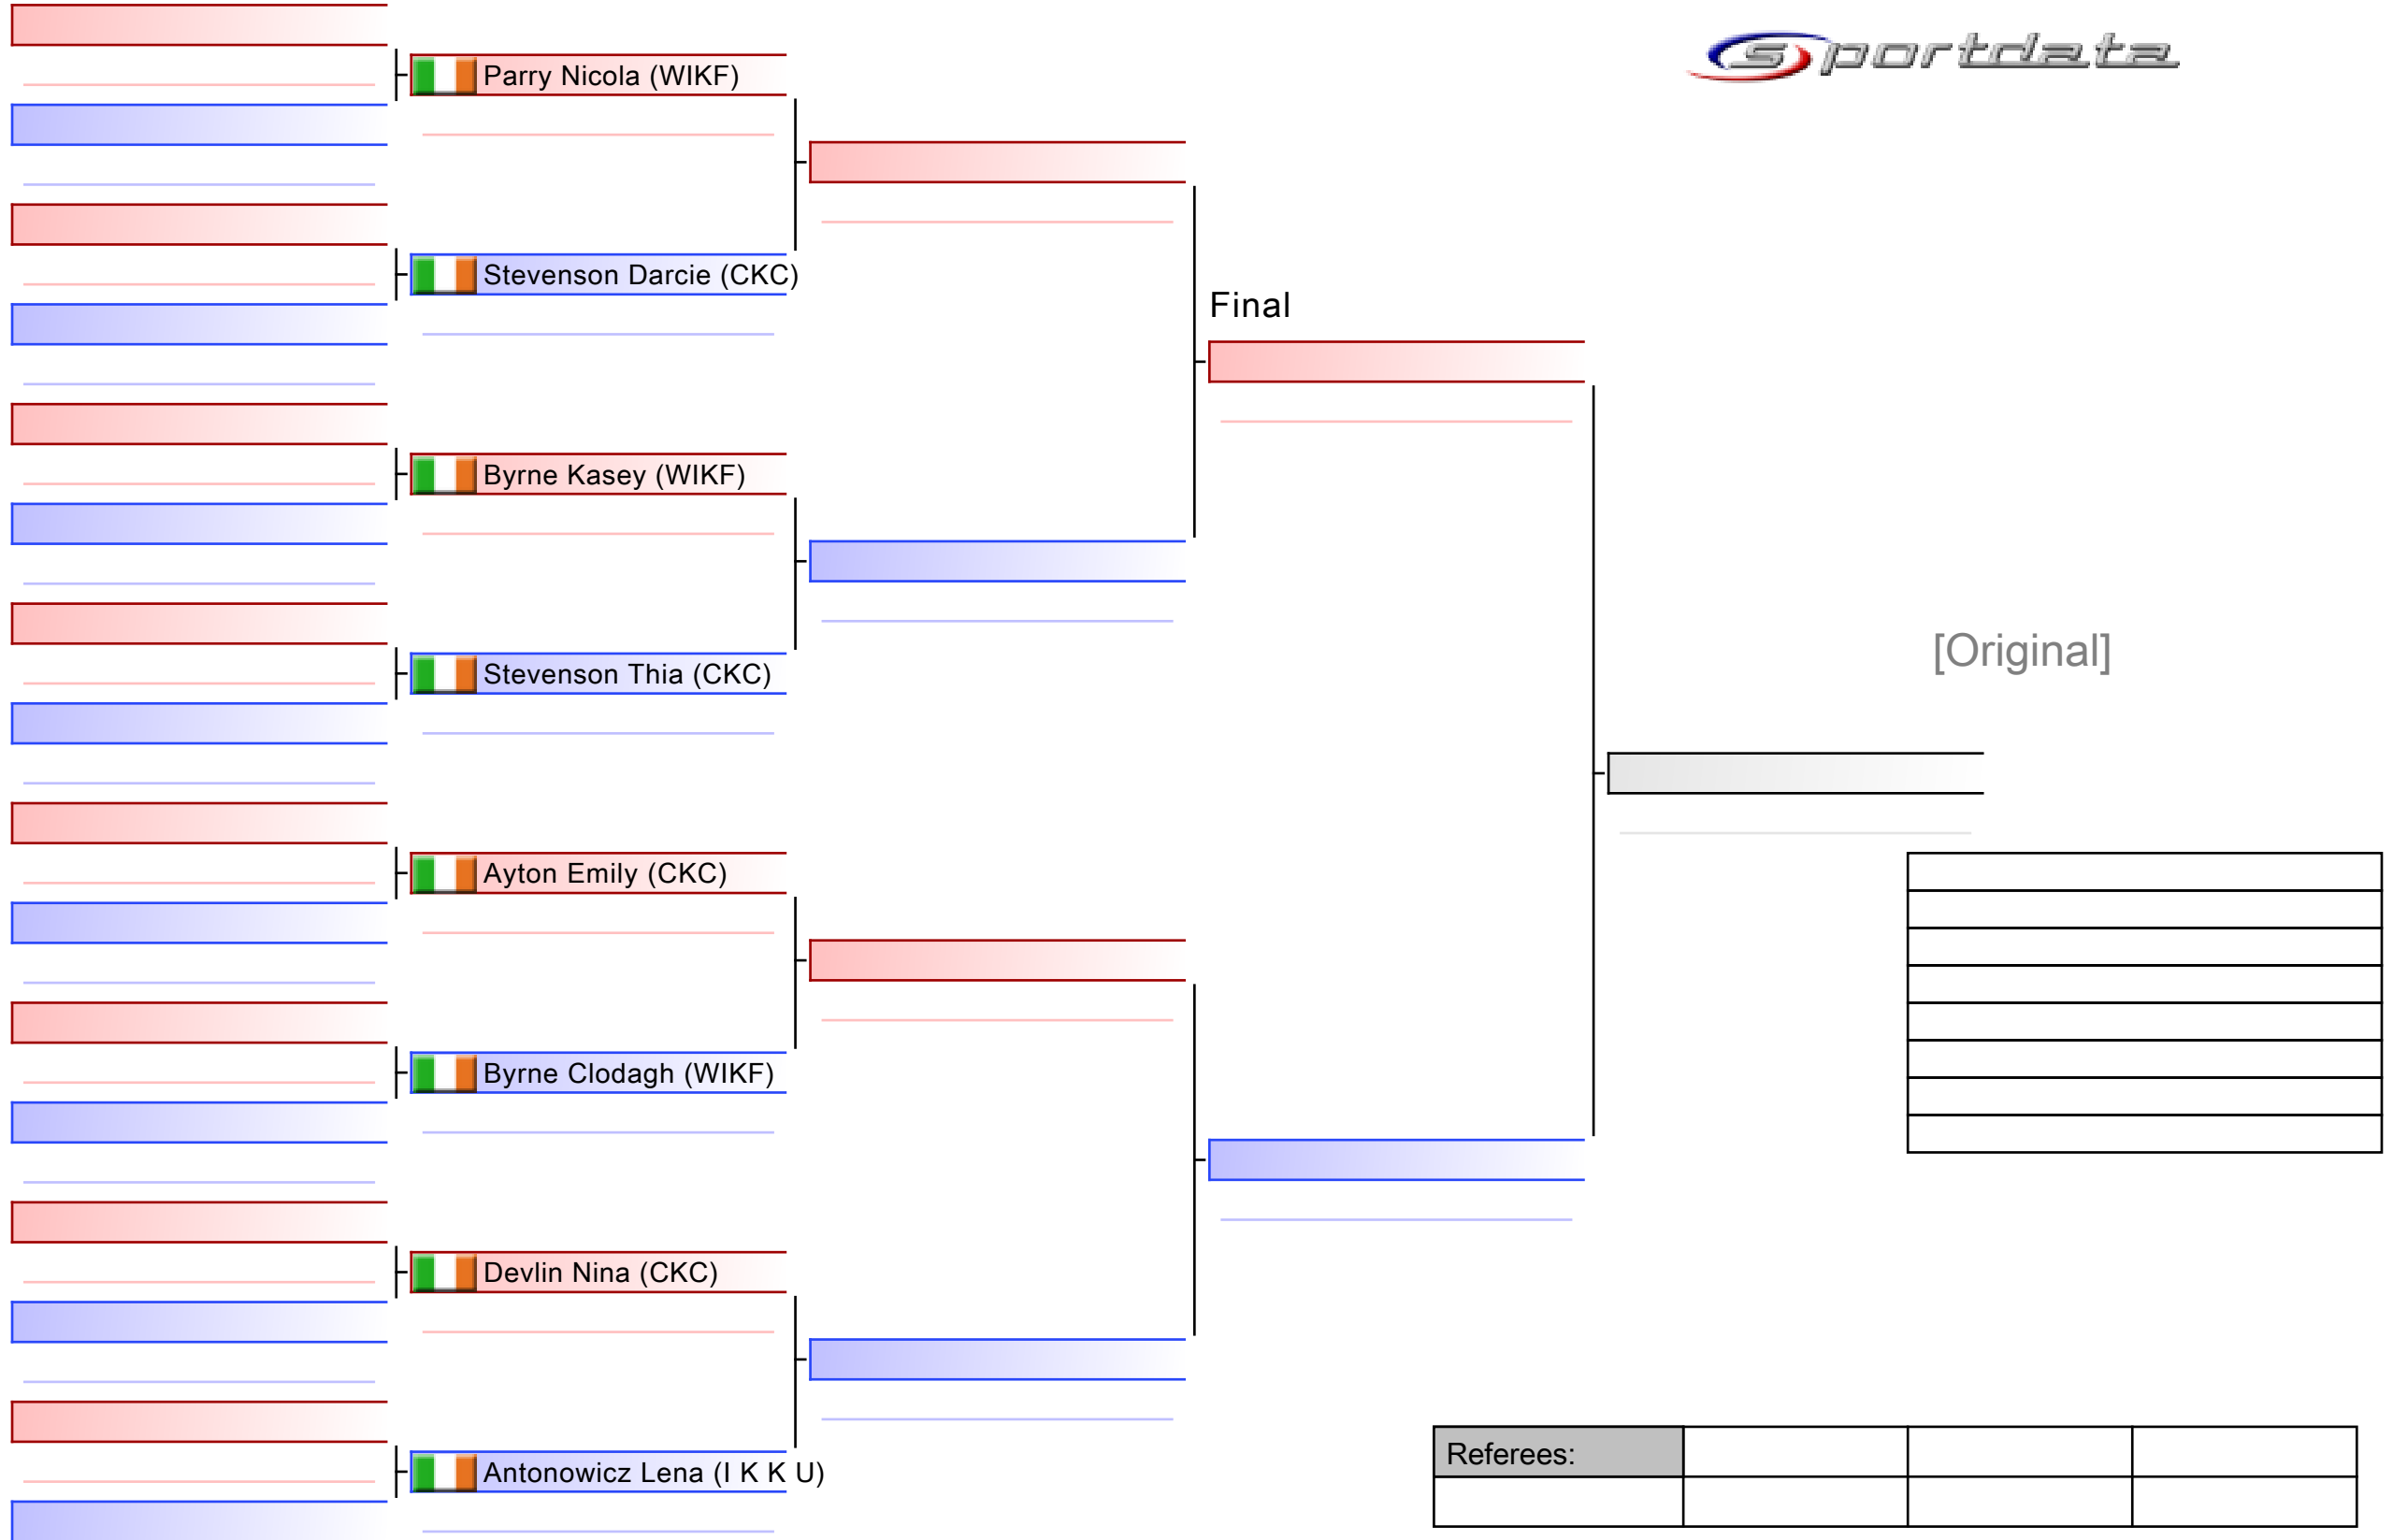 sportdata
Parry Nicola (WIKF)
Stevenson Darcie (CKC)
Final
Byrne Kasey (WIKF)
[Original]
Stevenson Thia (CKC)
Ayton Emily (CKC)
Byrne Clodagh (WIKF)
Devlin Nina (CKC)
Referees:
Antonowicz Lena (I K K U)